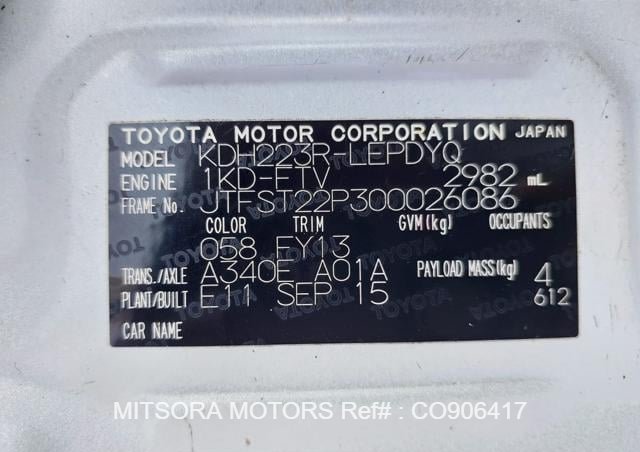 TOYOTA MOTOR CORPORATION JAPAN
MODEL KDH223R-LEPDYQ
ENGINE 1KD-FTV 2982 mL
FRAME No. JTFST22P300026086
COLOR TRIM GVM(kg) OCCUPANTS
058 FY13
TRANS./AXLE A340E A01A PAYLOAD MASS(kg) 4
PLANT/BUILT E11 SEP 15 612
CAR NAME
MITSORA MOTORS Ref# : CO906417